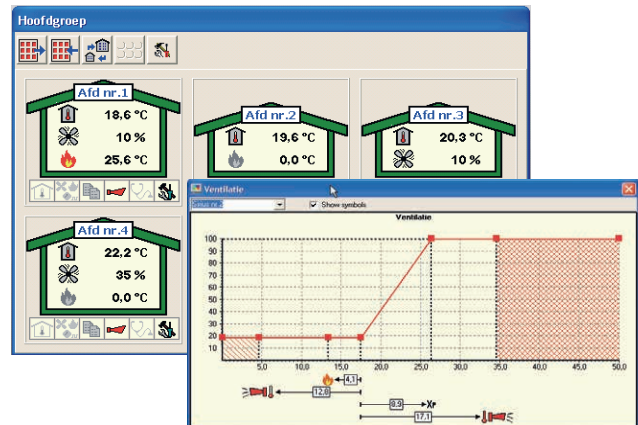 Hoofdgroep
Afd nr.1
18,6 °C
10 %
25,6 °C
Afd nr.2
19,6 °C
0,0 °C
Afd nr.3
20,3 °C
10 %
Afd nr.4
22,2 °C
35 %
0,0 °C
Ventilatie
Show symbols
Ventilatie
100
90
80
70
60
50
40
30
20
10
5,0 10,0 15,0 20,0 25,0 30,0 35,0 40,0 45,0 50,0
4,1
12,8
8,9
17,1